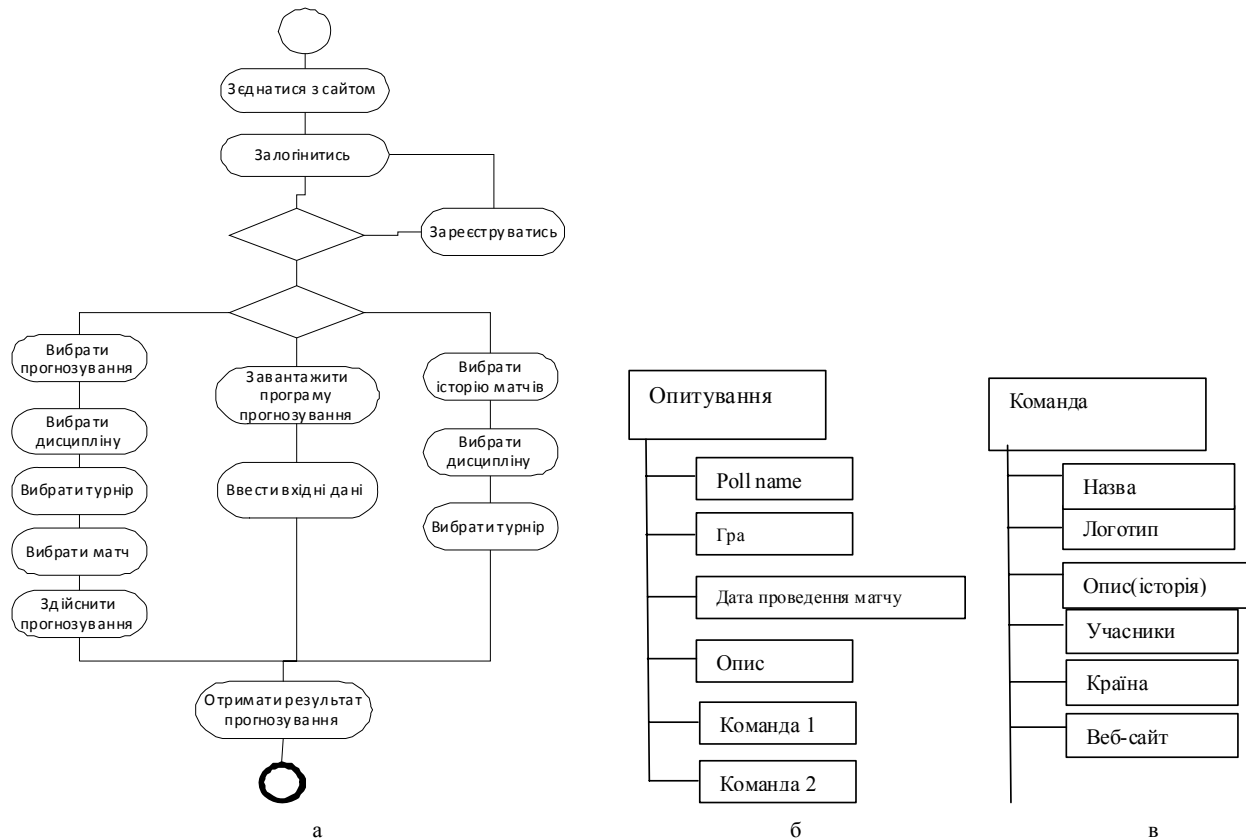 Зєднатися з сайтом
Залогінитись
Зареєструватись
Вибрати
прогнозування
Вибрати
дисципліну
Вибрати турнір
Вибрати матч
Здійснити
прогнозування
Завантажити
програму
прогнозування
Ввести вхідні дані
Вибрати
історію матчів
Вибрати
дисципліну
Вибрати турнір
Отримати результат
прогнозування
а
Опитування
Poll name
Гра
Дата проведення матчу
Опис
Команда 1
Команда 2
б
Команда
Назва
Логотип
Опис(історія)
Учасники
Країна
Веб-сайт
в